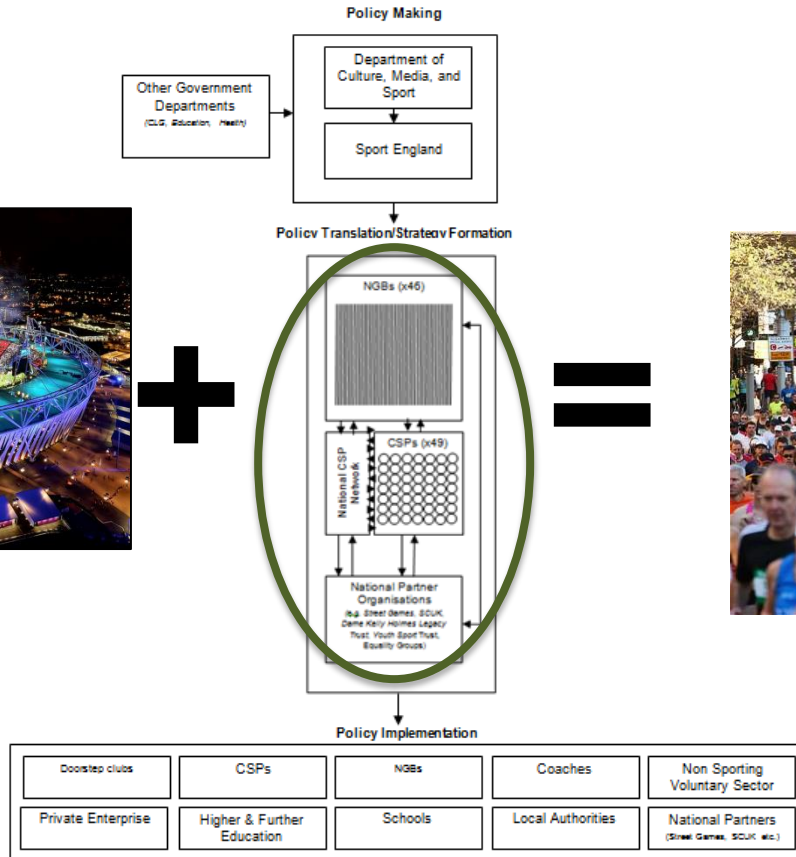 Policy Making
Department of
Culture, Media, and
Sport
Other Government
Departments
(CLG, Education, Health)
Sport England
Policy Translation/Strategy Formation
NGBs (x46)
National CSP
Network
CSPs (x49)
National Partner
Organisations
(e.g. Street Games, SCUK,
Dame Kelly Holmes Legacy
Trust, Youth Sport Trust,
Equality Groups)
Policy Implementation
Doorstep clubs
CSPs
NGBs
Coaches
Non Sporting
Voluntary Sector
Private Enterprise
Higher & Further
Education
Schools
Local Authorities
National Partners
(Street Games, SCUK etc.)